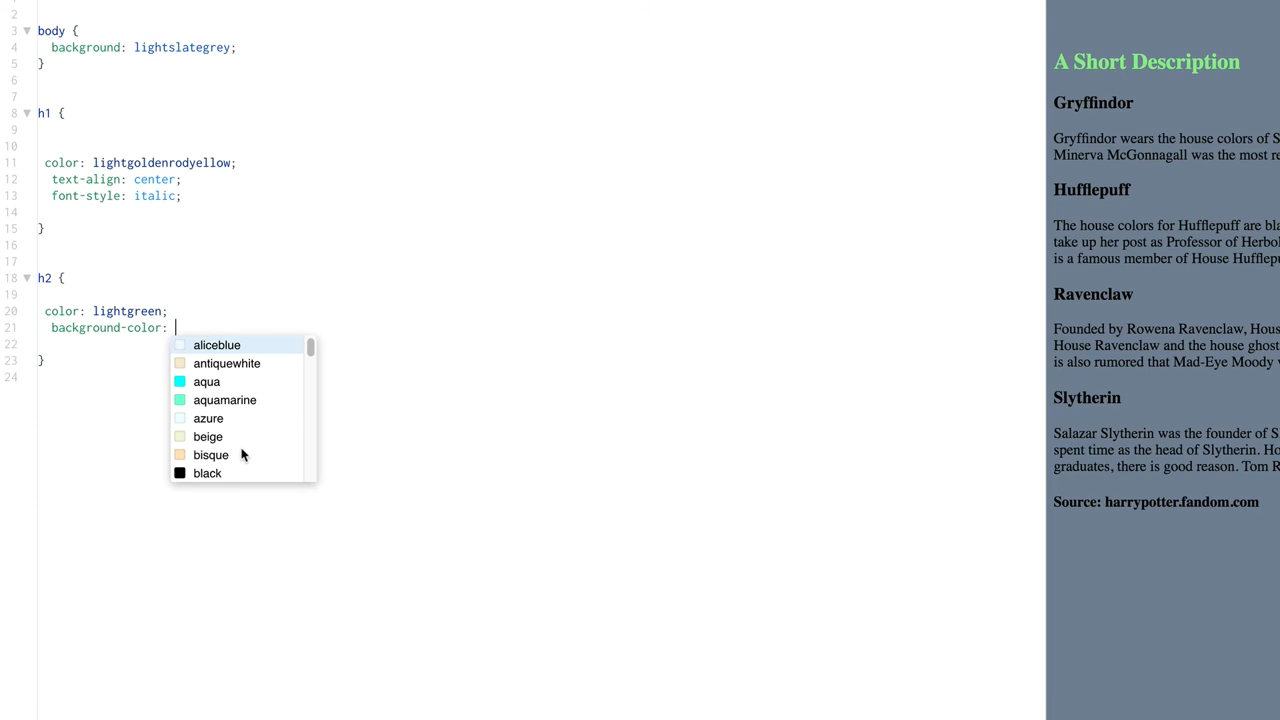 2
3 body {
4 background: lightslategrey;
5 }
6
7
8 h1 {
9
10
11 color: lightgoldenrodyellow;
12 text-align: center;
13 font-style: italic;
14
15 }
16
17
18 h2 {
19
20 color: lightgreen;
21 background-color:
22
23 }
24
aliceblue
antiquewhite
aqua
aquamarine
azure
beige
bisque
black
A Short Description
Gryffindor
Gryffindor wears the house colors of S
Minerva McGonnagall was the most re
Hufflepuff
The house colors for Hufflepuff are bla
take up her post as Professor of Herbol
is a famous member of House Hufflepu
Ravenclaw
Founded by Rowena Ravenclaw, Hous
House Ravenclaw and the house ghost
is also rumored that Mad-Eye Moody w
Slytherin
Salazar Slytherin was the founder of S
spent time as the head of Slytherin. Ho
graduates, there is good reason. Tom R
Source: harrypotter.fandom.com